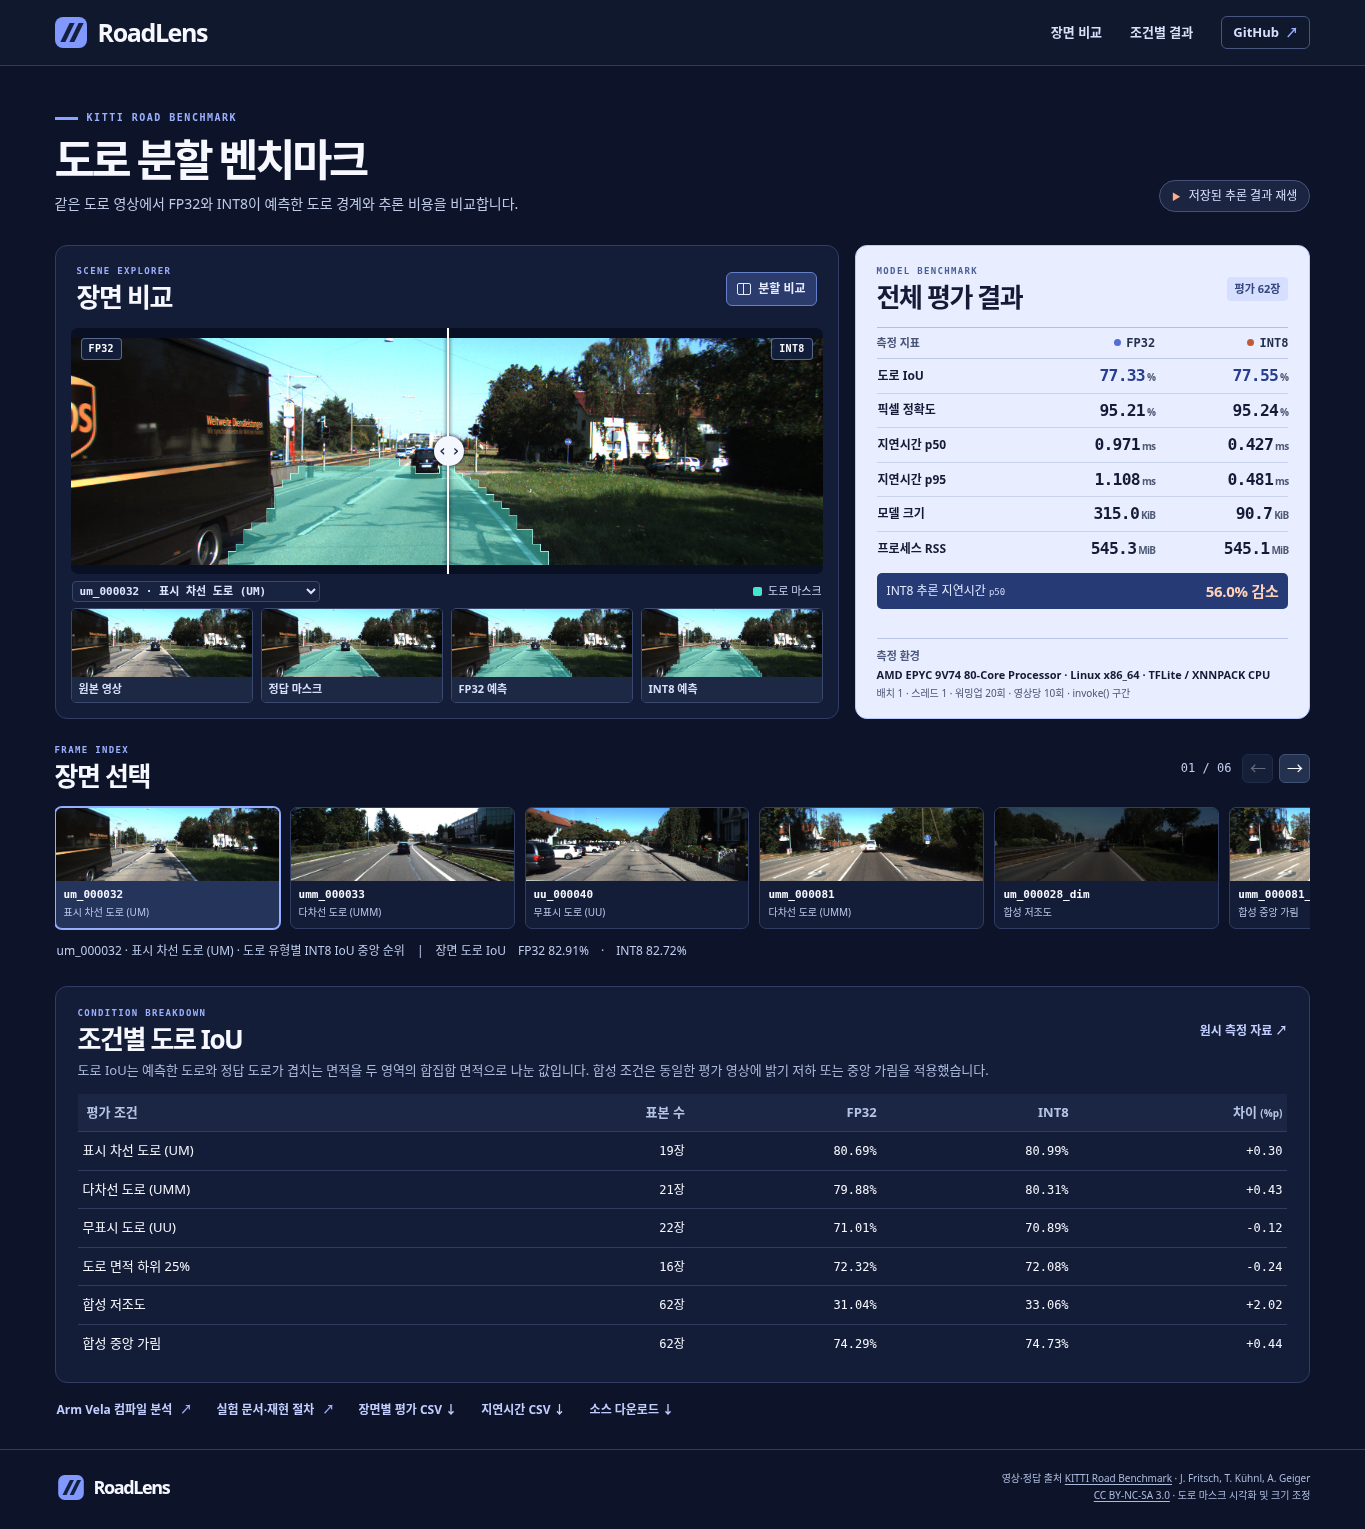 RoadLens
장면 비교
조건별 결과
GitHub ↗
KITTI ROAD BENCHMARK
도로 분할 벤치마크
같은 도로 영상에서 FP32와 INT8이 예측한 도로 경계와 추론 비용을 비교합니다.
▶ 저장된 추론 결과 재생
SCENE EXPLORER
장면 비교
분할 비교
FP32
INT8
Weltweite Dienstleistungen
um_000032 · 표시 차선 도로 (UM)
도로 마스크
원본 영상
정답 마스크
FP32 예측
INT8 예측
MODEL BENCHMARK
전체 평가 결과
평가 62장
측정 지표 FP32 INT8
도로 IoU 77.33% 77.55%
픽셀 정확도 95.21% 95.24%
지연시간 p50 0.971ms 0.427ms
지연시간 p95 1.108ms 0.481ms
모델 크기 315.0KiB 90.7KiB
프로세스 RSS 545.3MiB 545.1MiB
INT8 추론 지연시간 p50 56.0% 감소
측정 환경
AMD EPYC 9V74 80-Core Processor · Linux x86_64 · TFLite / XNNPACK CPU
배치 1 · 스레드 1 · 워밍업 20회 · 영상당 10회 · invoke() 구간
FRAME INDEX
장면 선택
01 / 06 ← →
um_000032
표시 차선 도로 (UM)
umm_000033
다차선 도로 (UMM)
uu_000040
무표시 도로 (UU)
umm_000081
다차선 도로 (UMM)
um_000028_dim
합성 저조도
umm_000081_
합성 중앙 가림
um_000032 · 표시 차선 도로 (UM) · 도로 유형별 INT8 IoU 중앙 순위 | 장면 도로 IoU FP32 82.91% · INT8 82.72%
CONDITION BREAKDOWN
조건별 도로 IoU
원시 측정 자료 ↗
도로 IoU는 예측한 도로와 정답 도로가 겹치는 면적을 두 영역의 합집합 면적으로 나눈 값입니다. 합성 조건은 동일한 평가 영상에 밝기 저하 또는 중앙 가림을 적용했습니다.
평가 조건 표본 수 FP32 INT8 차이 (%p)
표시 차선 도로 (UM) 19장 80.69% 80.99% +0.30
다차선 도로 (UMM) 21장 79.88% 80.31% +0.43
무표시 도로 (UU) 22장 71.01% 70.89% -0.12
도로 면적 하위 25% 16장 72.32% 72.08% -0.24
합성 저조도 62장 31.04% 33.06% +2.02
합성 중앙 가림 62장 74.29% 74.73% +0.44
Arm Vela 컴파일 분석 ↗ 실험 문서·재현 절차 ↗ 장면별 평가 CSV ↓ 지연시간 CSV ↓ 소스 다운로드 ↓
RoadLens
영상·정답 출처 KITTI Road Benchmark · J. Fritsch, T. Kühnl, A. Geiger
CC BY-NC-SA 3.0 · 도로 마스크 시각화 및 크기 조정